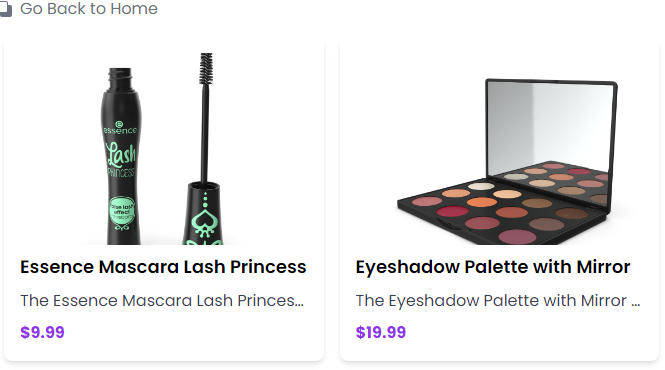 Go Back to Home
essence
Lash
PRINCESS
false lash
effect
Essence Mascara Lash Princess
The Essence Mascara Lash Princes...
$9.99
Eyeshadow Palette with Mirror
The Eyeshadow Palette with Mirror ...
$19.99